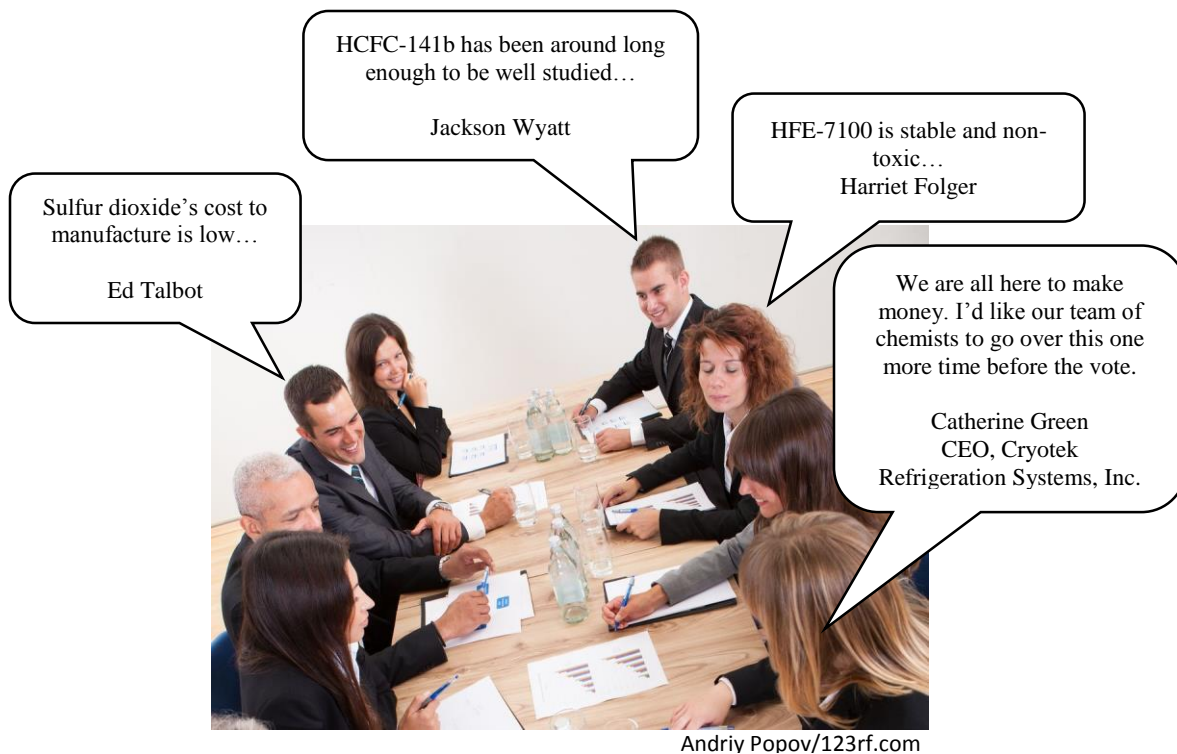 HCFC-141b has been around long
enough to be well studied…
Jackson Wyatt
HFE-7100 is stable and non-
toxic…
Harriet Folger
Sulfur dioxide’s cost to
manufacture is low…
Ed Talbot
We are all here to make
money. I’d like our team of
chemists to go over this one
more time before the vote.
Catherine Green
CEO, Cryotek
Refrigeration Systems, Inc.
Andriy Popov/123rf.com